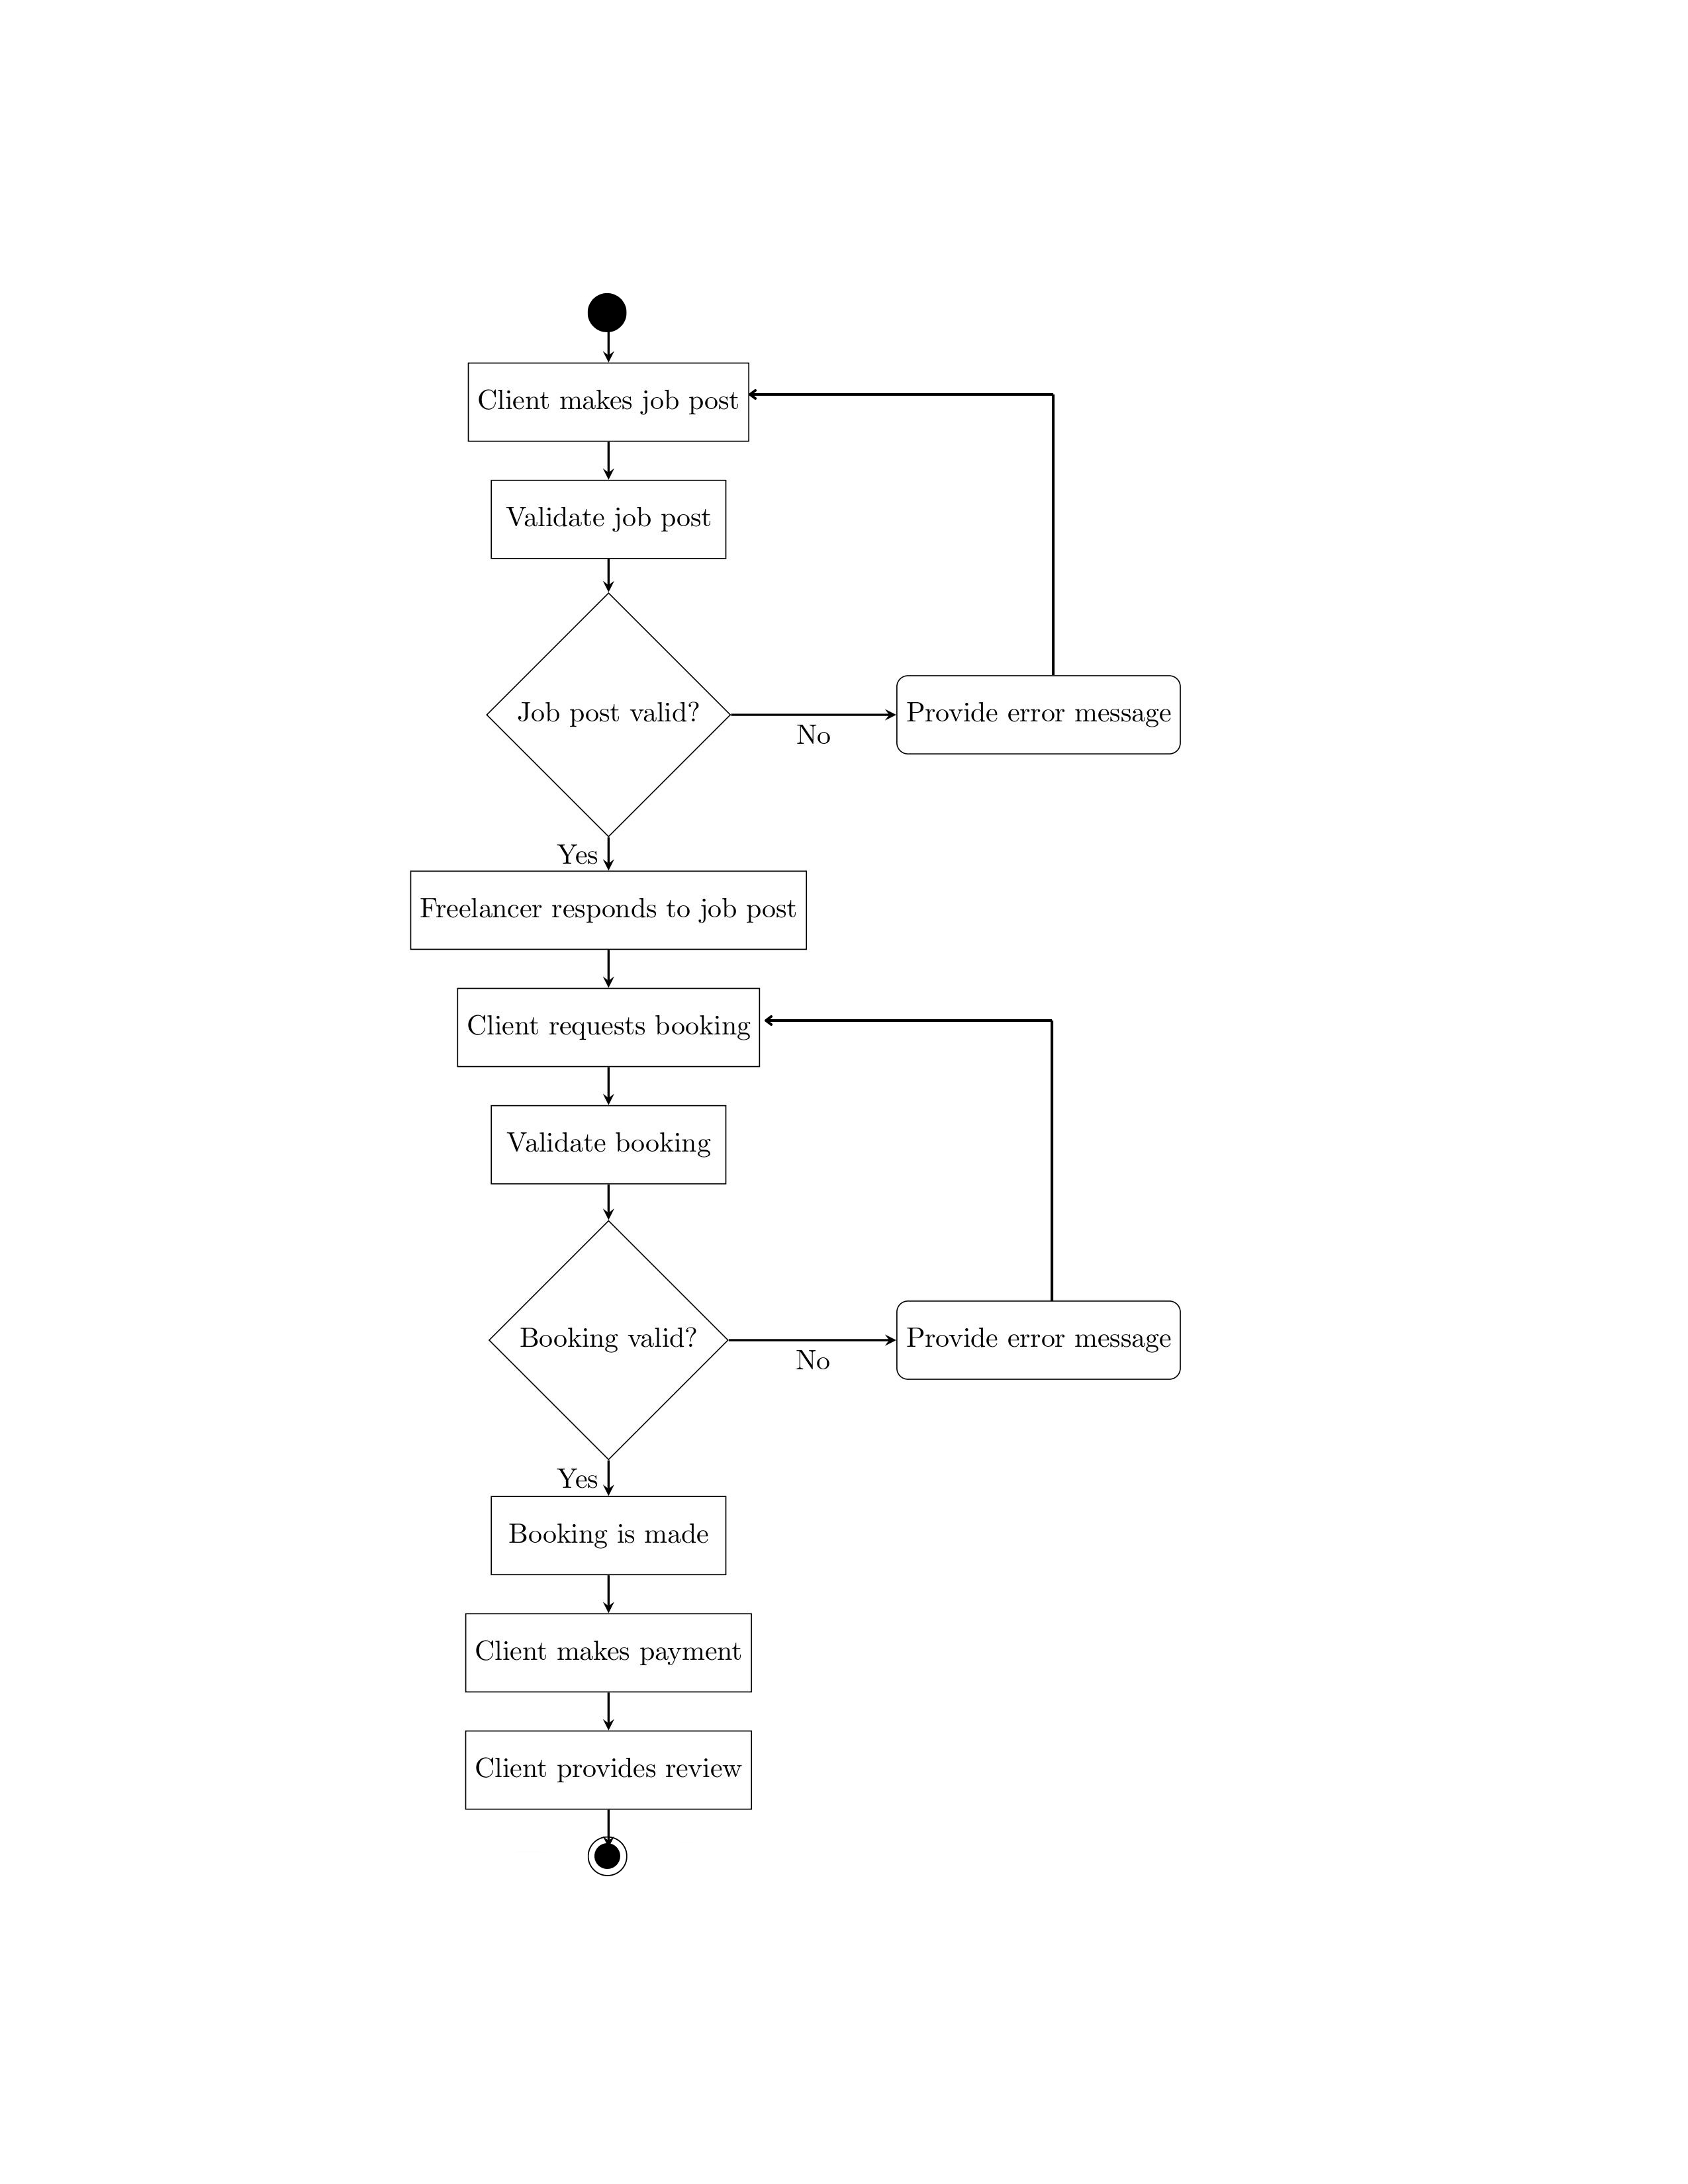 Client makes job post
Validate job post
Job post valid?
No
Provide error message
Yes
Freelancer responds to job post
Client requests booking
Validate booking
Booking valid?
No
Provide error message
Yes
Booking is made
Client makes payment
Client provides review